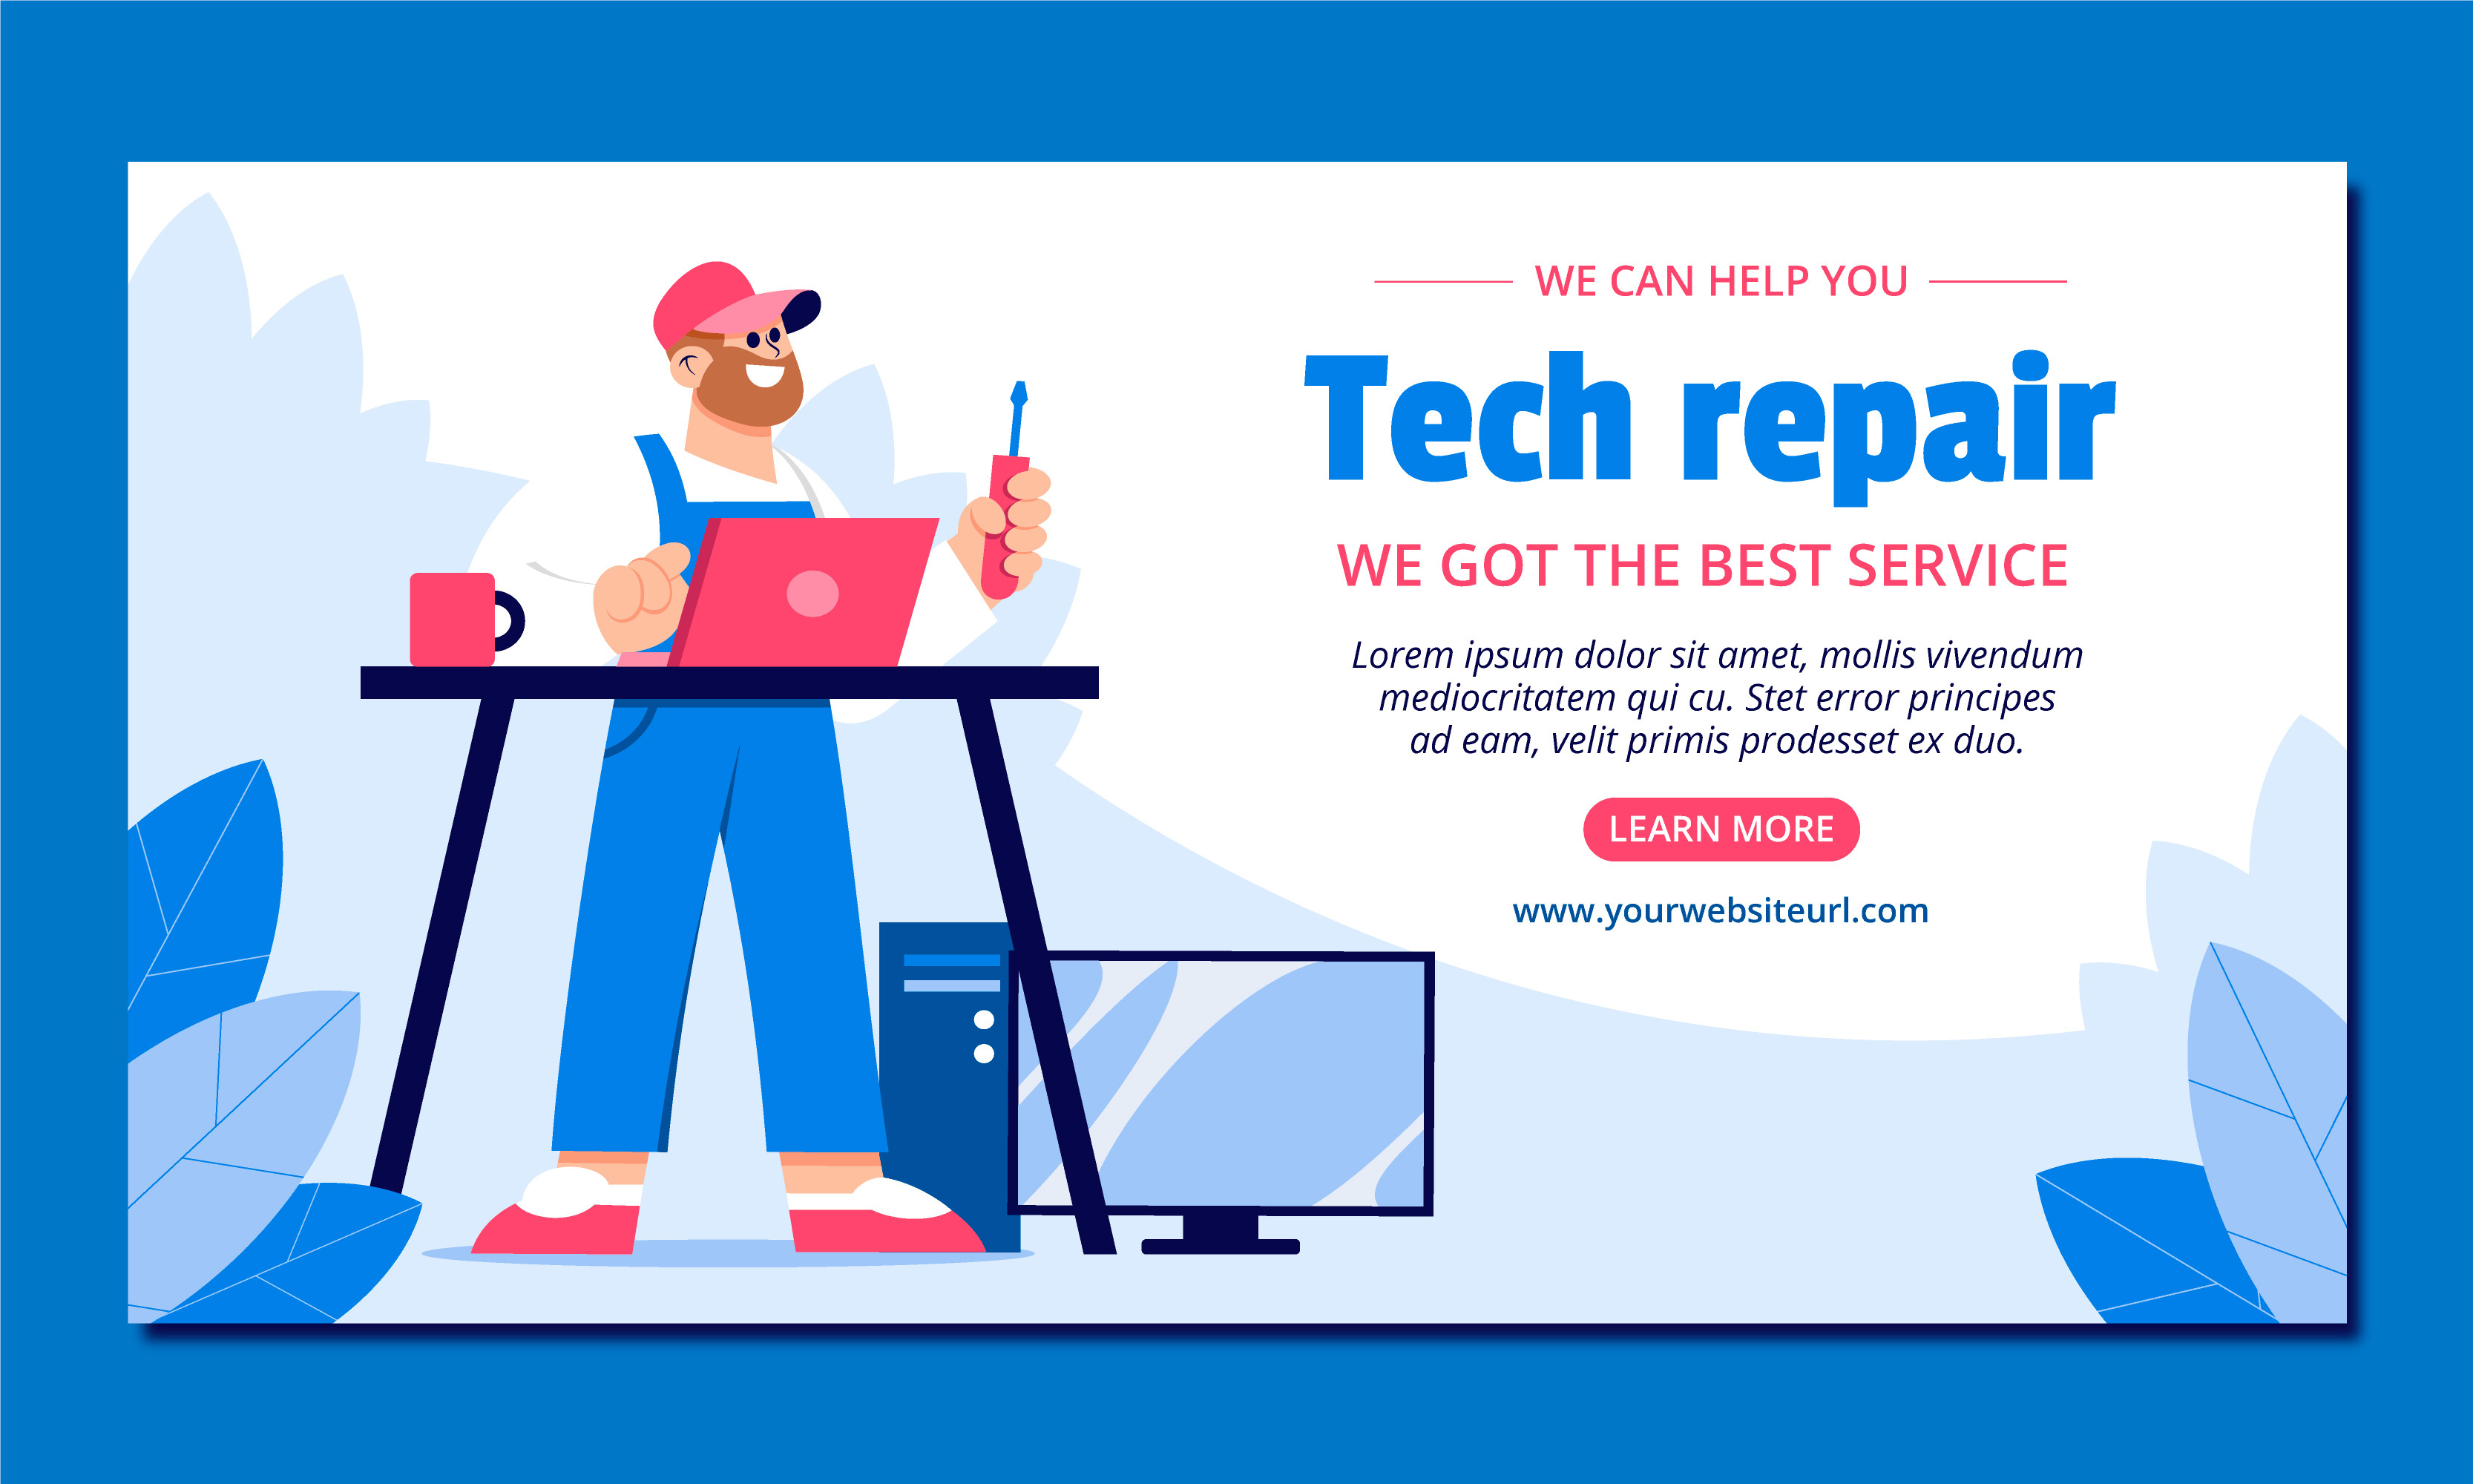 WE CAN HELP YOU
Tech repair
WE GOT THE BEST SERVICE
Lorem ipsum dolor sit amet, mollis vivendum
mediocritatem qui cu. Stet error principes
ad eam, velit primis prodesset ex duo.
LEARN MORE
www.yourwebsiteurl.com